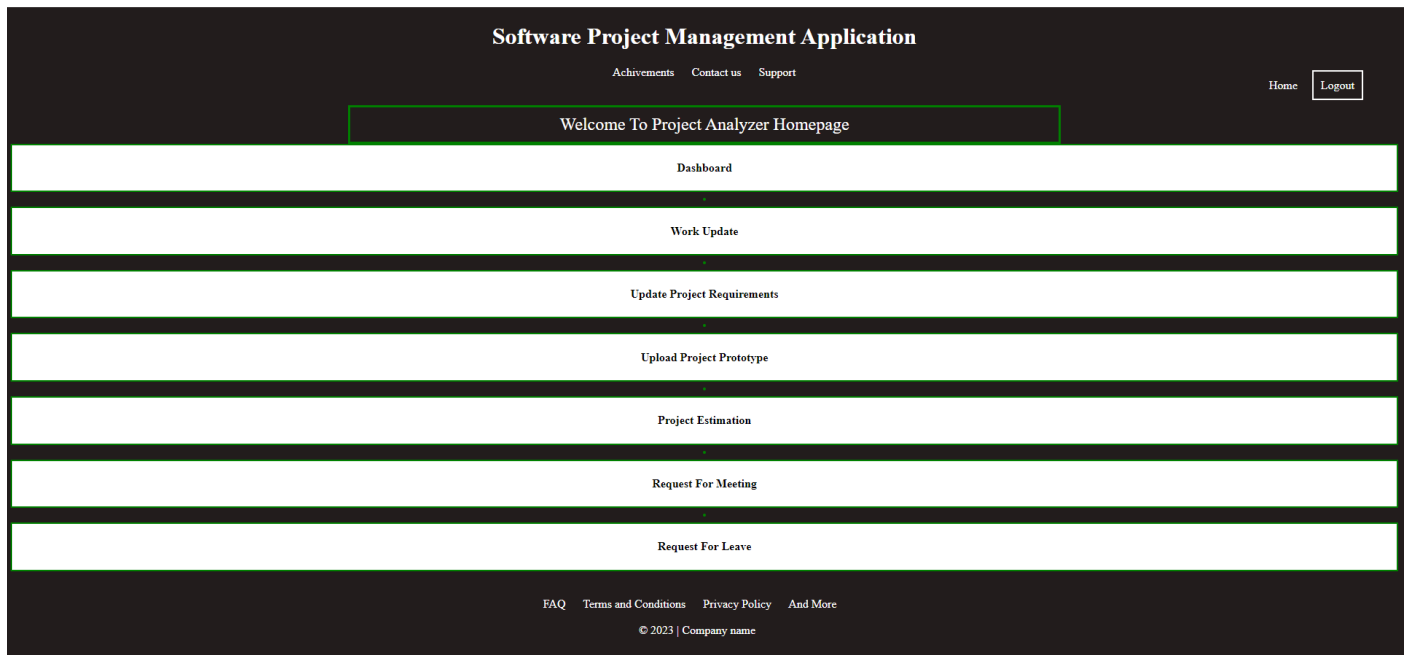 Software Project Management Application
Achivements Contact us Support
Home Logout
Welcome To Project Analyzer Homepage
Dashboard
Work Update
Update Project Requirements
Upload Project Prototype
Project Estimation
Request For Meeting
Request For Leave
FAQ Terms and Conditions Privacy Policy And More
© 2023 | Company name